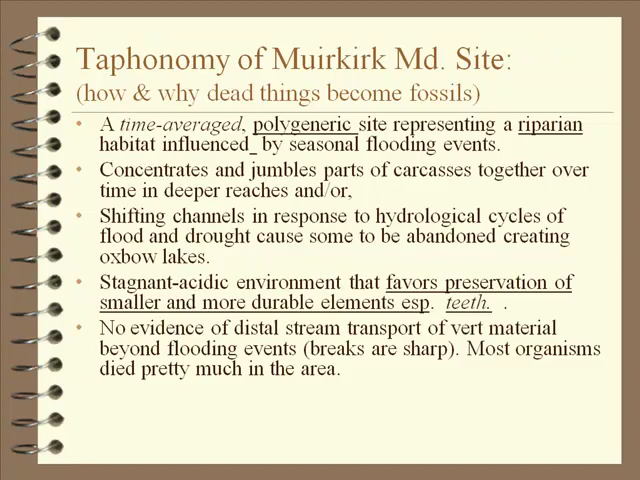 Taphonomy of Muirkirk Md. Site:
(how & why dead things become fossils)
• A time-averaged, polygeneric site representing a riparian
habitat influenced by seasonal flooding events.
• Concentrates and jumbles parts of carcasses together over
time in deeper reaches and/or,
• Shifting channels in response to hydrological cycles of
flood and drought cause some to be abandoned creating
oxbow lakes.
• Stagnant-acidic environment that favors preservation of
smaller and more durable elements esp. teeth. .
• No evidence of distal stream transport of vert material
beyond flooding events (breaks are sharp). Most organisms
died pretty much in the area.